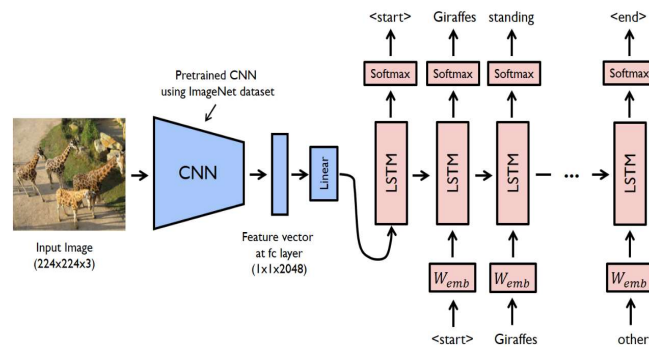 <start> Giraffes standing <end>
Softmax Softmax Softmax Softmax
Pretrained CNN
using ImageNet dataset
CNN
Linear
LSTM LSTM LSTM ... LSTM
Input Image
(224x224x3)
Feature vector
at fc layer
(1x1x2048)
W_emb W_emb W_emb
<start> Giraffes other